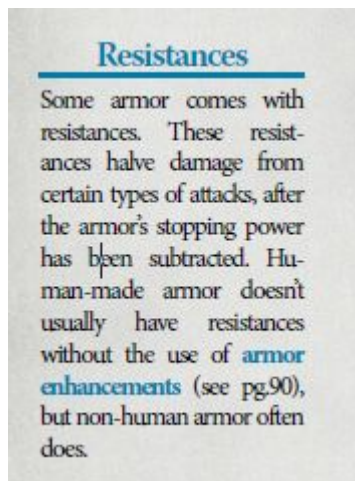 Resistances
Some armor comes with
resistances. These resist-
ances halve damage from
certain types of attacks, after
the armor's stopping power
has been subtracted. Hu-
man-made armor doesn't
usually have resistances
without the use of armor
enhancements (see pg.90),
but non-human armor often
does.